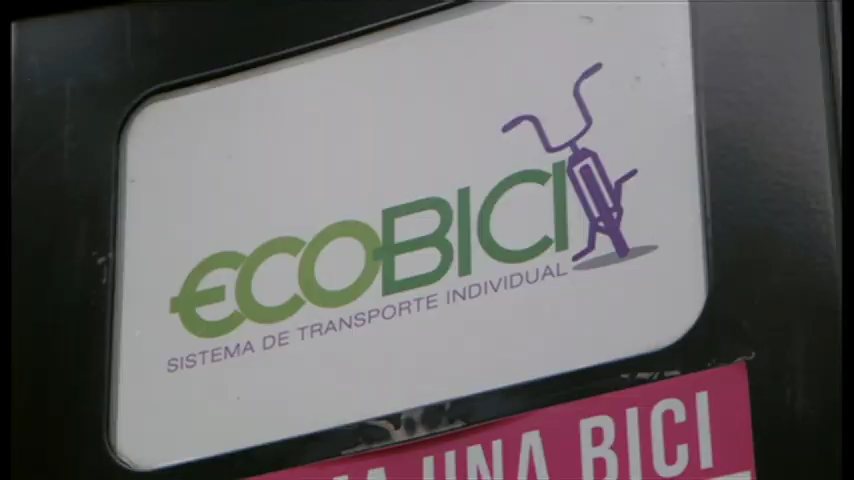 ECOBICI
SISTEMA DE TRANSPORTE INDIVIDUAL
UNA BICI